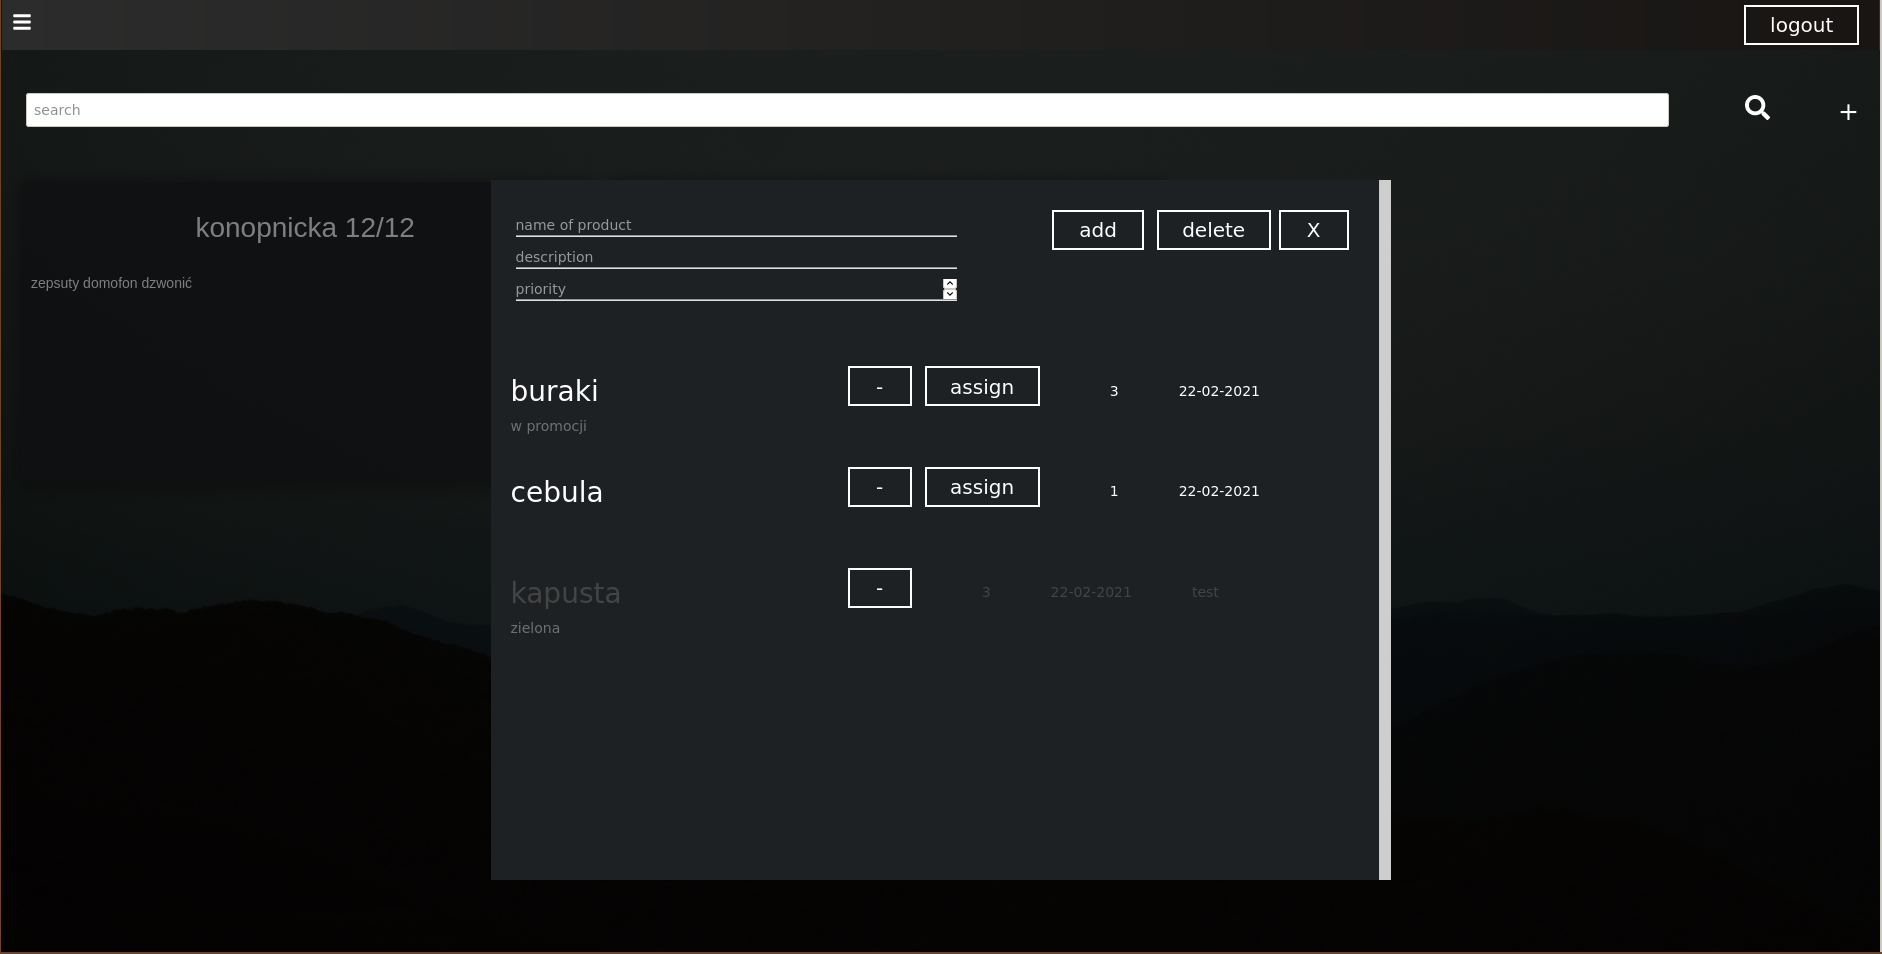 logout
search
+
konopnicka 12/12
zepsuty domofon dzwonić
name of product
description
priority
add delete X
buraki - assign 3 22-02-2021
w promocji
cebula - assign 1 22-02-2021
kapusta - 3 22-02-2021 test
zielona